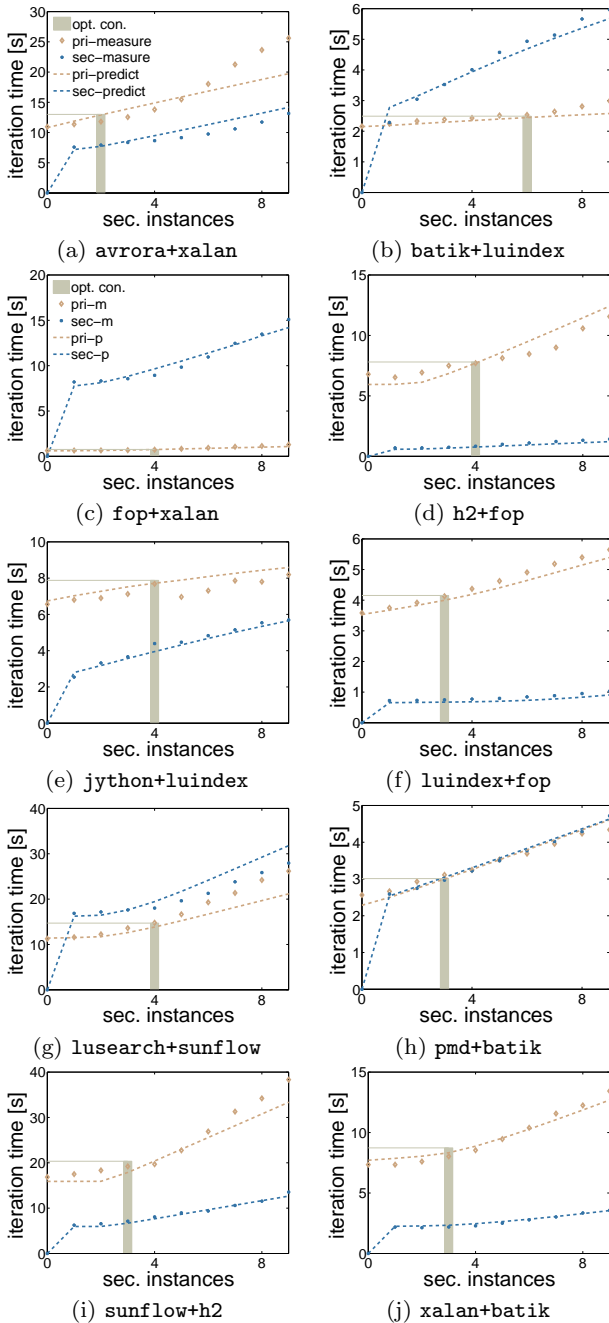 30
25
20
15
10
5
0
iteration time [s]
opt. con.
pri−measure
sec−masure
pri−predict
sec−predict
0 4 8
sec. instances
(a) avrora+xalan
6
5
4
3
2
1
0
iteration time [s]
0 4 8
sec. instances
(b) batik+luindex
20
15
10
5
0
iteration time [s]
opt. con.
pri−m
sec−m
pri−p
sec−p
0 4 8
sec. instances
(c) fop+xalan
15
10
5
0
iteration time [s]
0 4 8
sec. instances
(d) h2+fop
10
8
6
4
2
0
iteration time [s]
0 4 8
sec. instances
(e) jython+luindex
6
5
4
3
2
1
0
iteration time [s]
0 4 8
sec. instances
(f) luindex+fop
40
30
20
10
0
iteration time [s]
0 4 8
sec. instances
(g) lusearch+sunflow
5
4
3
2
1
0
iteration time [s]
0 4 8
sec. instances
(h) pmd+batik
40
30
20
10
0
iteration time [s]
0 4 8
sec. instances
(i) sunflow+h2
15
10
5
0
iteration time [s]
0 4 8
sec. instances
(j) xalan+batik